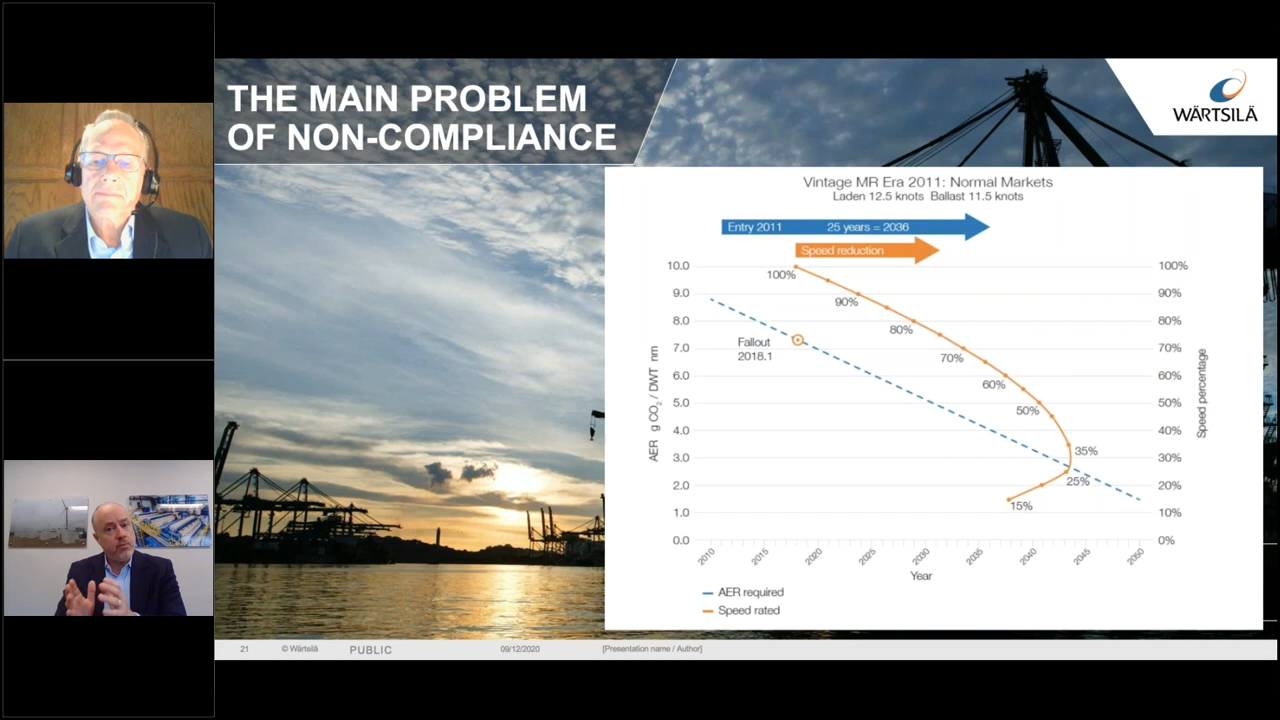 THE MAIN PROBLEM
OF NON-COMPLIANCE
WÄRTSILÄ
Vintage MR Era 2011: Normal Markets
Laden 12.5 knots Ballast 11.5 knots
Entry 2011 25 years = 2036
Speed reduction
10.0
9.0
8.0
7.0
6.0
5.0
4.0
3.0
2.0
1.0
0.0
AER g CO₂ / DWT nm
100%
90%
80%
70%
60%
50%
35%
25%
15%
Fallout
2018.1
100%
90%
80%
70%
60%
50%
40%
30%
20%
10%
0%
Speed percentage
2010 2015 2020 2025 2030 2035 2040 2045 2050
Year
AER required
Speed rated
21 © Wärtsilä PUBLIC 09/12/2020 [Presentation name / Author]